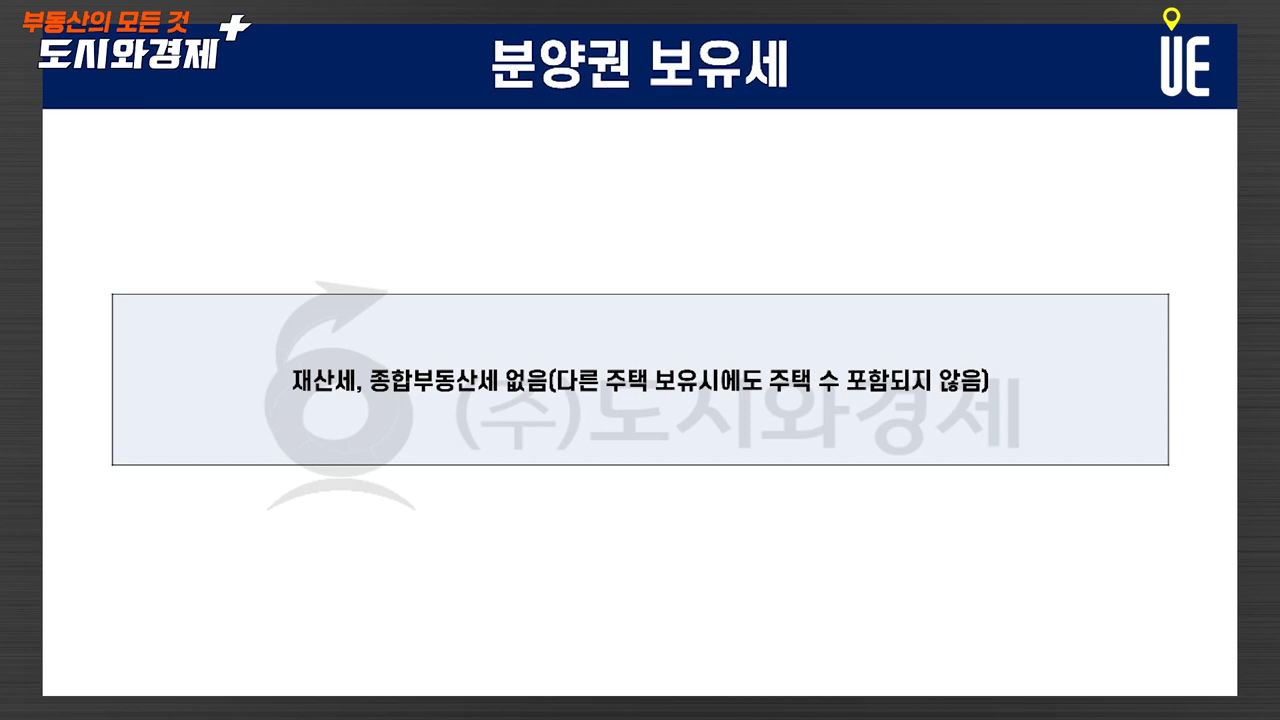 부동산의 모든 것
도시와경제+
분양권 보유세
UE
재산세, 종합부동산세 없음(다른 주택 보유시에도 주택 수 포함되지 않음)
(주)도시와경제